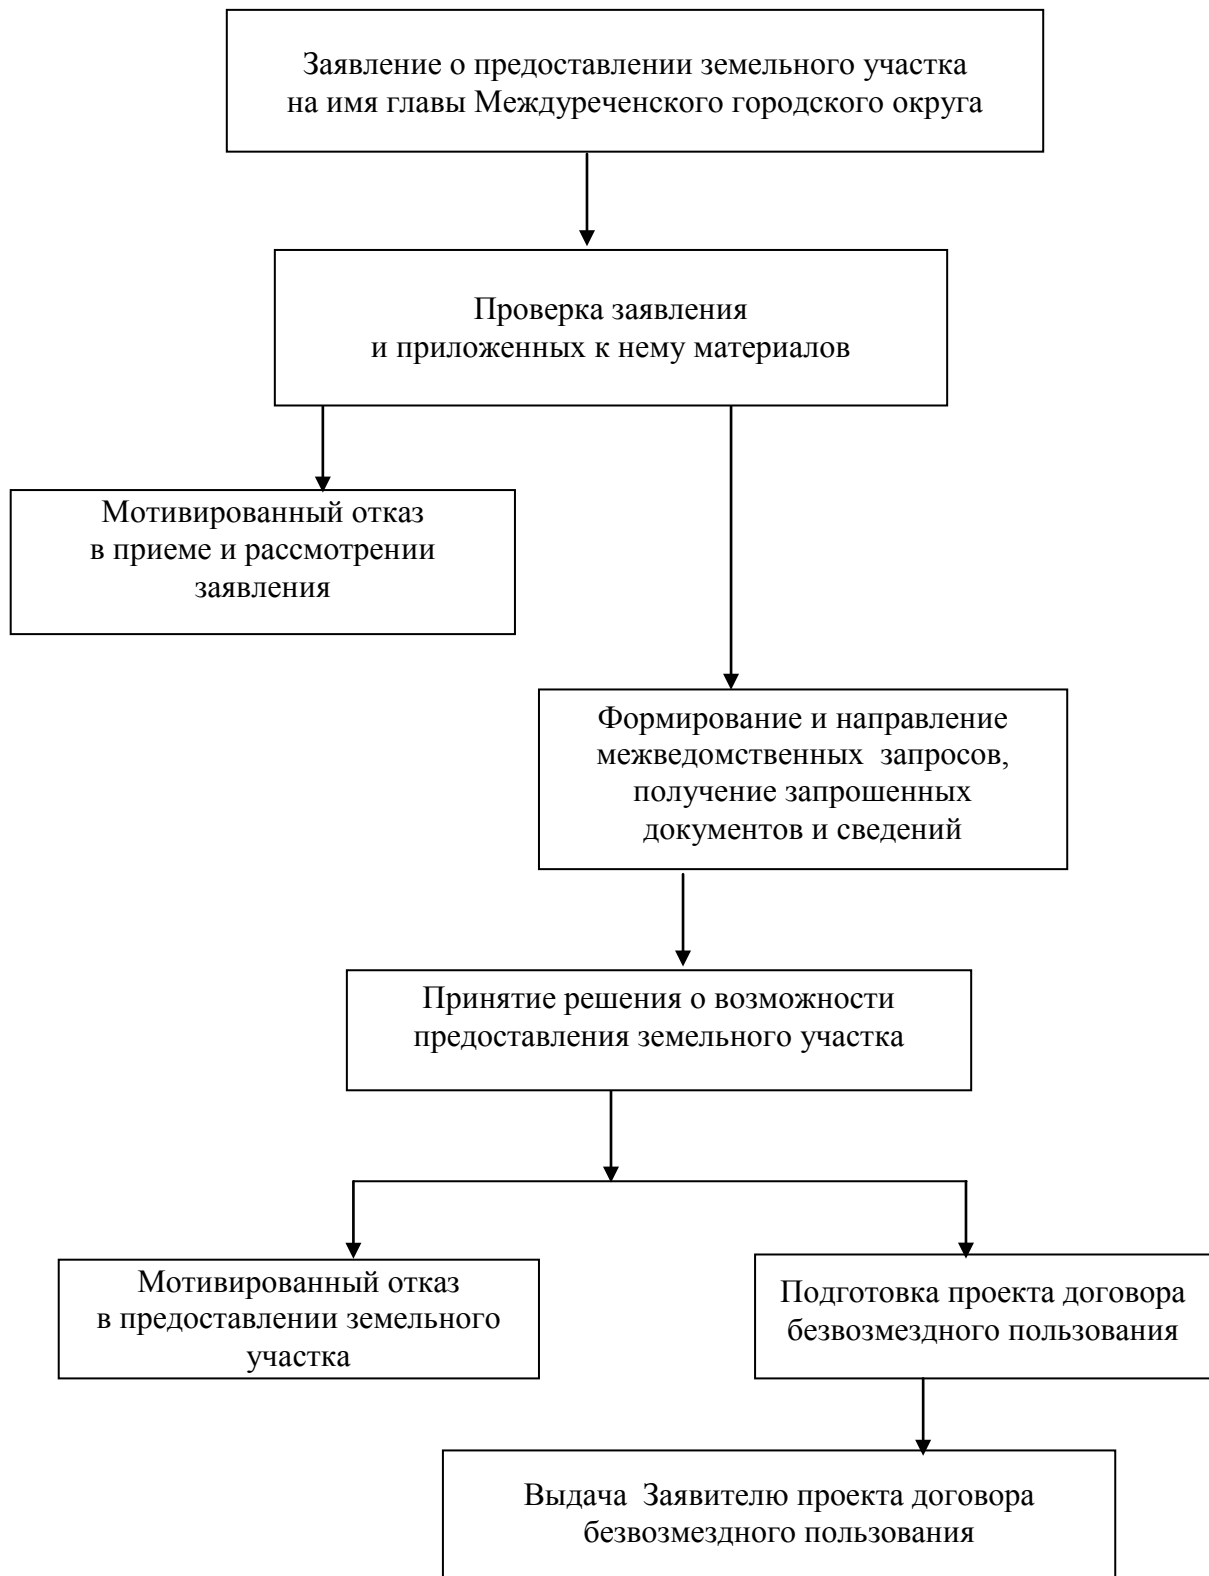 Заявление о предоставлении земельного участка
на имя главы Междуреченского городского округа
Проверка заявления
и приложенных к нему материалов
Мотивированный отказ
в приеме и рассмотрении
заявления
Формирование и направление
межведомственных запросов,
получение запрошенных
документов и сведений
Принятие решения о возможности
предоставления земельного участка
Мотивированный отказ
в предоставлении земельного
участка
Подготовка проекта договора
безвозмездного пользования
Выдача Заявителю проекта договора
безвозмездного пользования